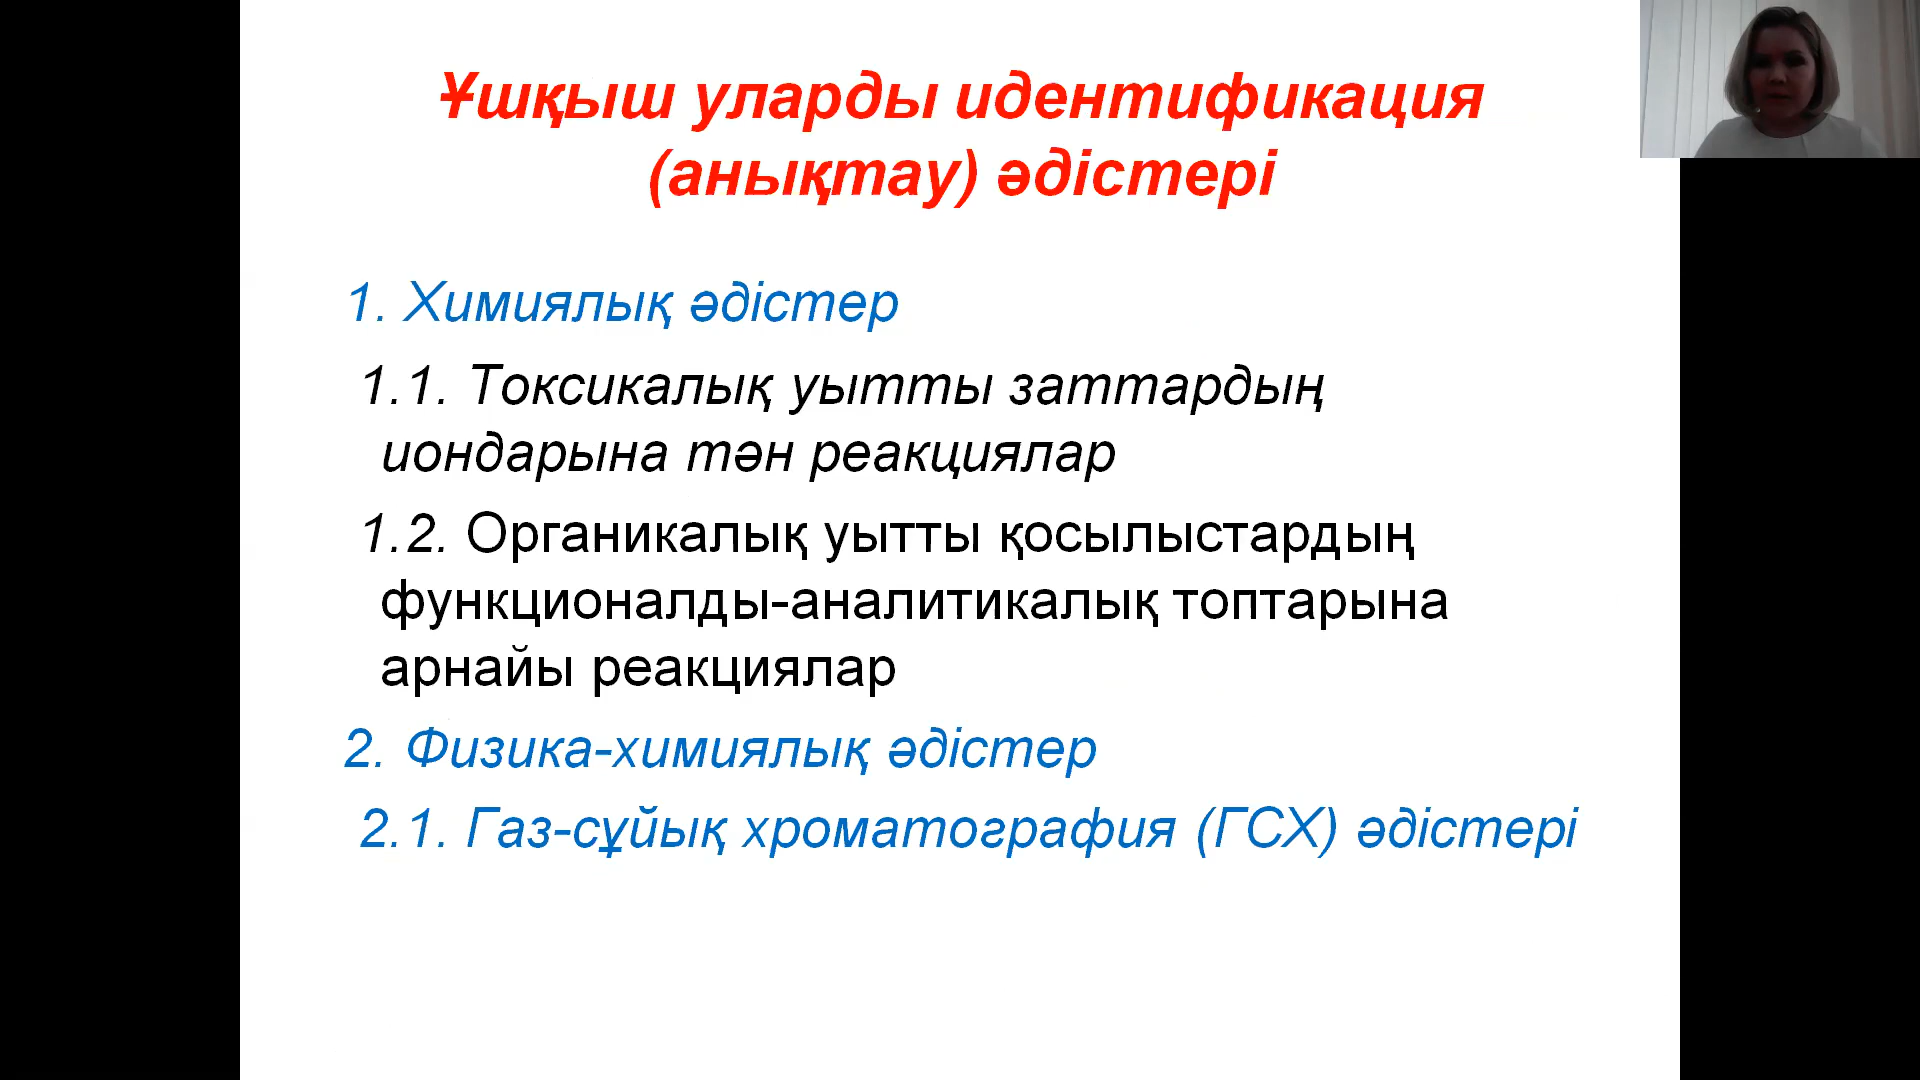 Ұшқыш уларды идентификация
(анықтау) әдістері
1. Химиялық әдістер
1.1. Токсикалық уытты заттардың
иондарына тән реакциялар
1.2. Органикалық уытты қосылыстардың
функционалды-аналитикалық топтарына
арнайы реакциялар
2. Физика-химиялық әдістер
2.1. Газ-сұйық хроматография (ГСХ) әдістері